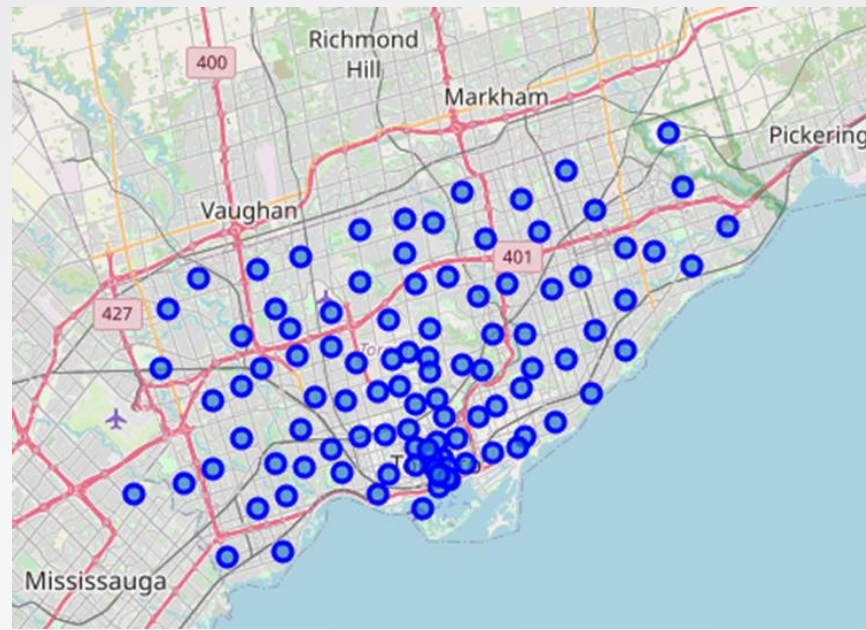 400
Richmond
Hill
Markham
Pickering
Vaughan
401
427
Mississauga